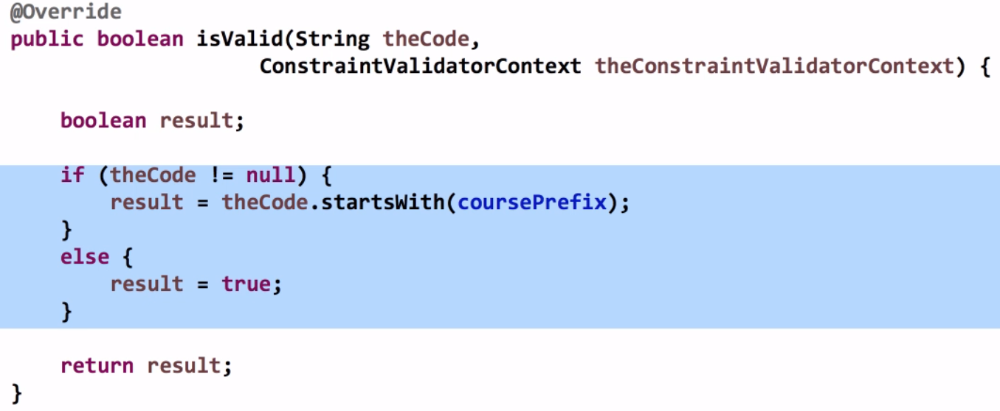 @Override
public boolean isValid(String theCode,
ConstraintValidatorContext theConstraintValidatorContext) {
boolean result;
if (theCode != null) {
result = theCode.startsWith(coursePrefix);
}
else {
result = true;
}
return result;
}